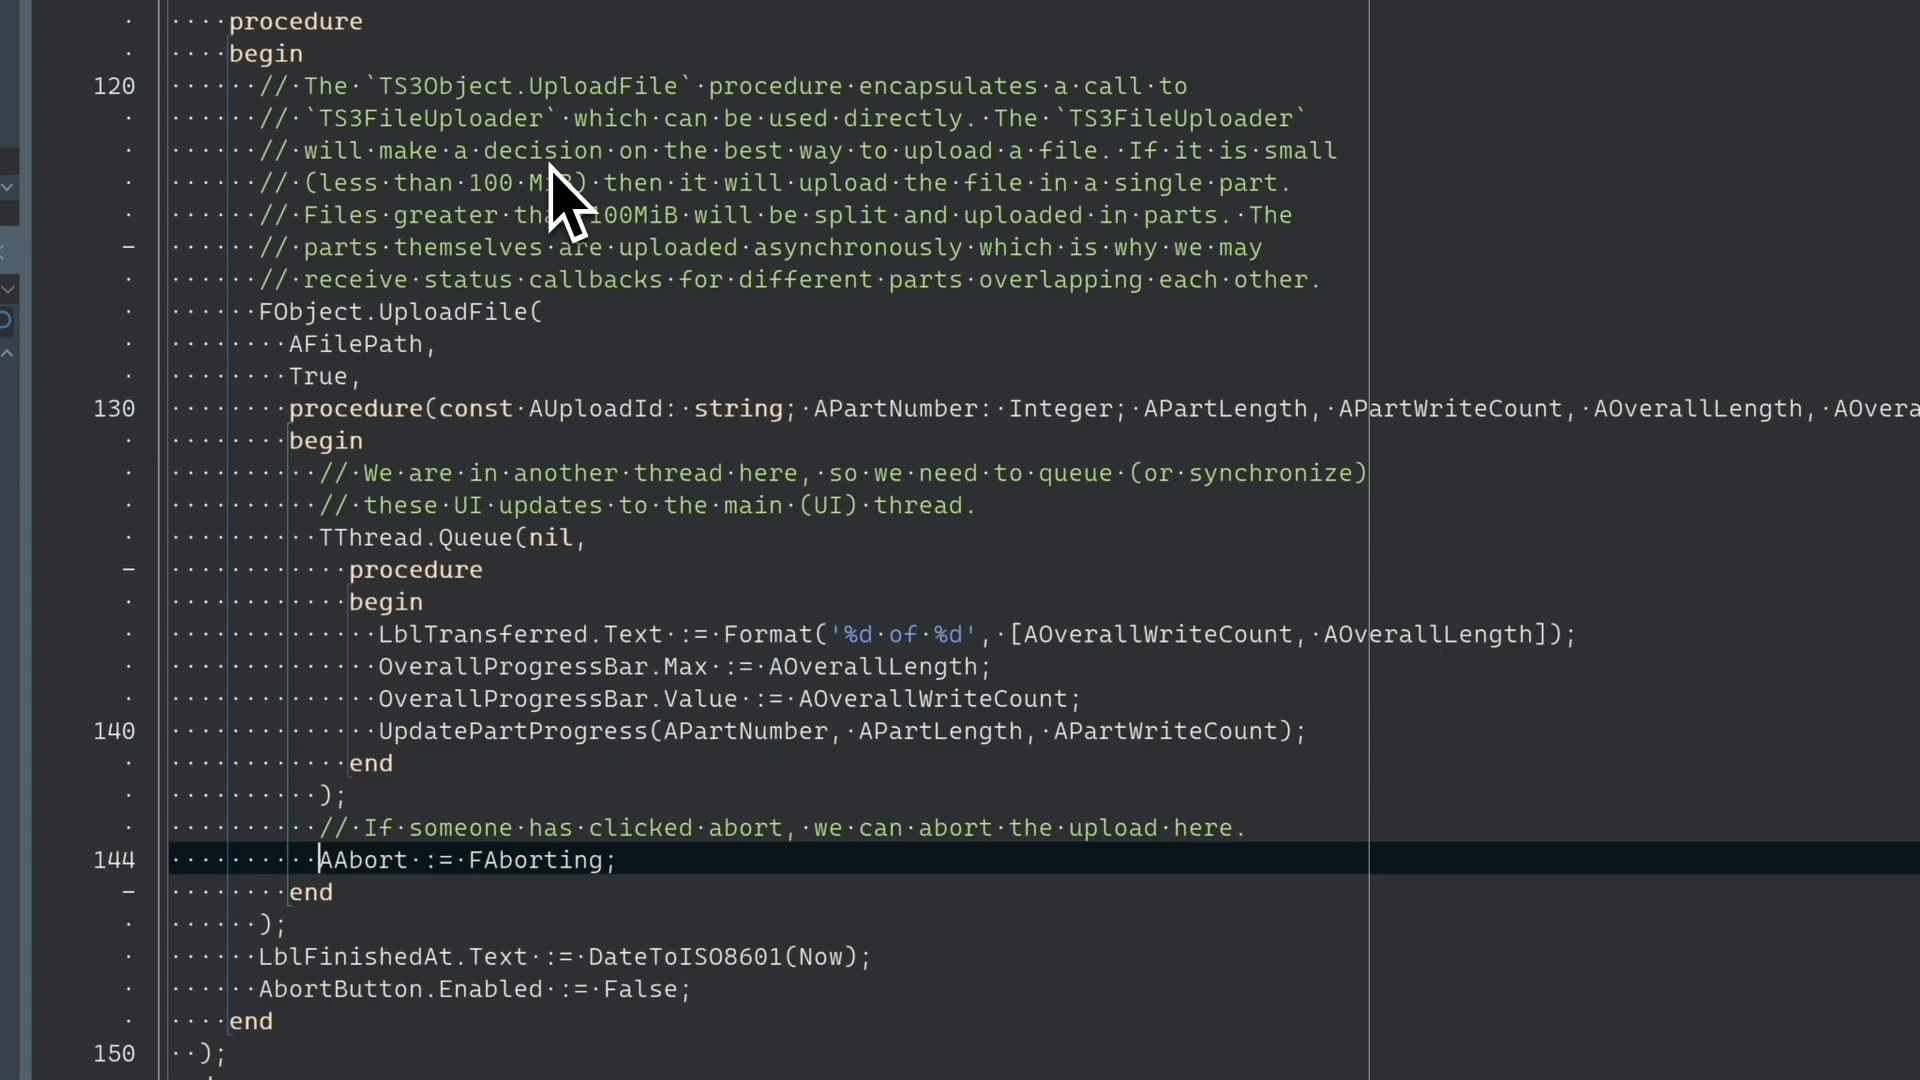 procedure
begin
120 // The `TS3Object.UploadFile` procedure encapsulates a call to
// `TS3FileUploader` which can be used directly. The `TS3FileUploader`
// will make a decision on the best way to upload a file. If it is small
// (less than 100 MiB) then it will upload the file in a single part.
// Files greater than 100MiB will be split and uploaded in parts. The
// parts themselves are uploaded asynchronously which is why we may
// receive status callbacks for different parts overlapping each other.
FObject.UploadFile(
AFilePath,
True,
130 procedure(const AUploadId: string; APartNumber: Integer; APartLength, APartWriteCount, AOverallLength, AOvera
begin
// We are in another thread here, so we need to queue (or synchronize)
// these UI updates to the main (UI) thread.
TThread.Queue(nil,
procedure
begin
LblTransferred.Text := Format('%d of %d', [AOverallWriteCount, AOverallLength]);
OverallProgressBar.Max := AOverallLength;
OverallProgressBar.Value := AOverallWriteCount;
140 UpdatePartProgress(APartNumber, APartLength, APartWriteCount);
end
);
// If someone has clicked abort, we can abort the upload here.
144 AAbort := FAborting;
end
);
LblFinishedAt.Text := DateToISO8601(Now);
AbortButton.Enabled := False;
end
150 );